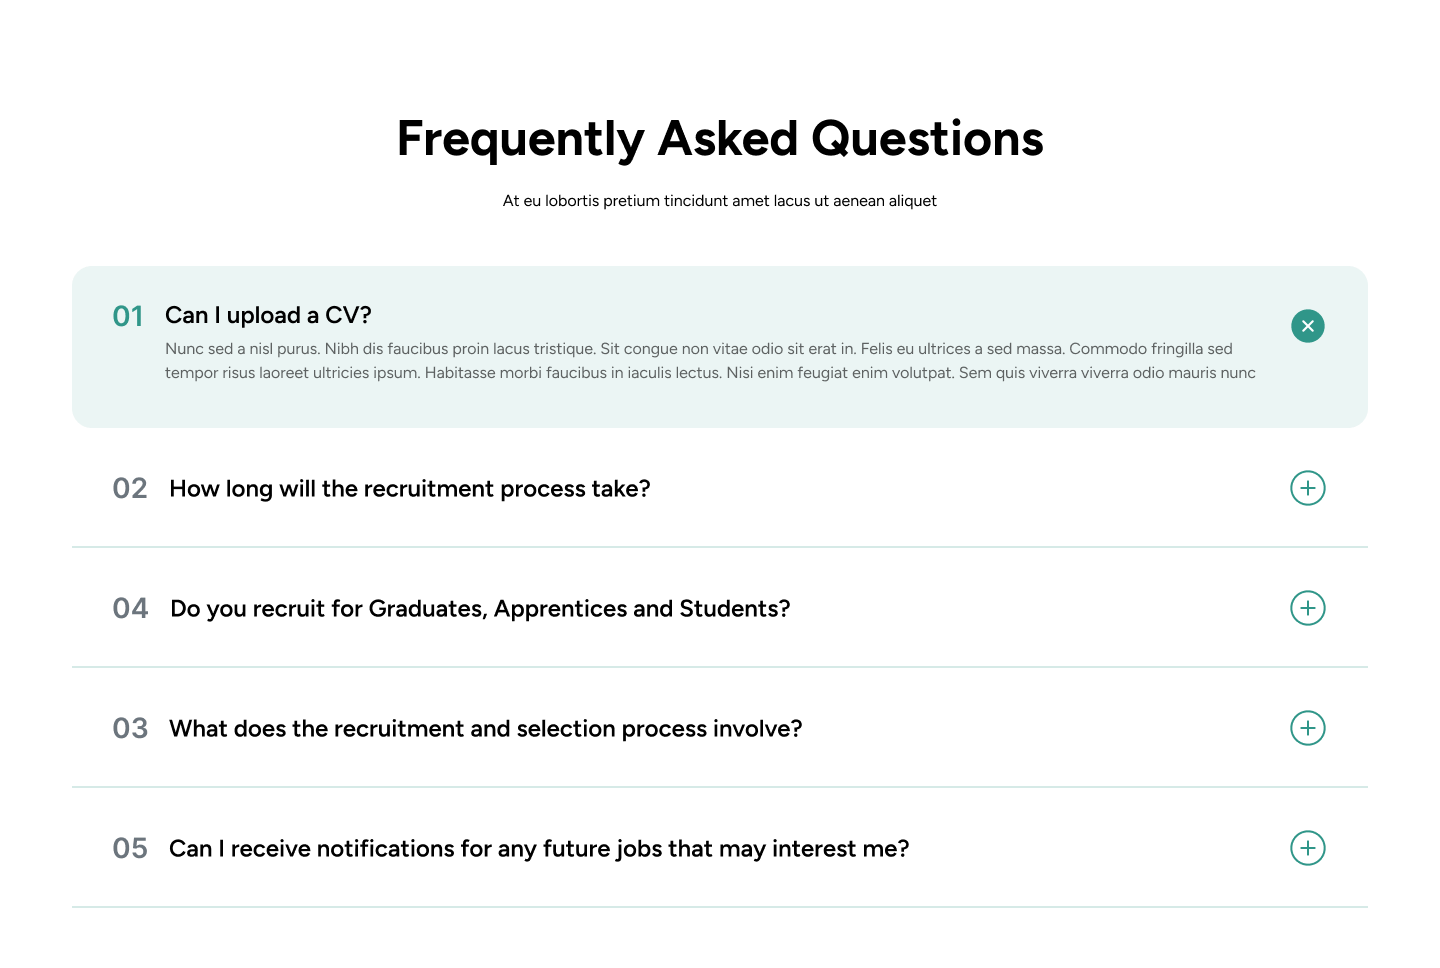 Frequently Asked Questions
At eu lobortis pretium tincidunt amet lacus ut aenean aliquet
01 Can I upload a CV?
Nunc sed a nisl purus. Nibh dis faucibus proin lacus tristique. Sit congue non vitae odio sit erat in. Felis eu ultrices a sed massa. Commodo fringilla sed
tempor risus laoreet ultricies ipsum. Habitasse morbi faucibus in iaculis lectus. Nisi enim feugiat enim volutpat. Sem quis viverra viverra odio mauris nunc
02 How long will the recruitment process take?
04 Do you recruit for Graduates, Apprentices and Students?
03 What does the recruitment and selection process involve?
05 Can I receive notifications for any future jobs that may interest me?